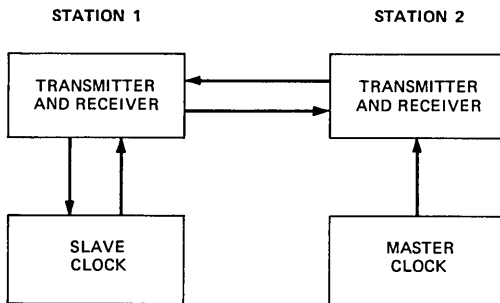 STATION 1
STATION 2
TRANSMITTER
AND RECEIVER
TRANSMITTER
AND RECEIVER
SLAVE
CLOCK
MASTER
CLOCK